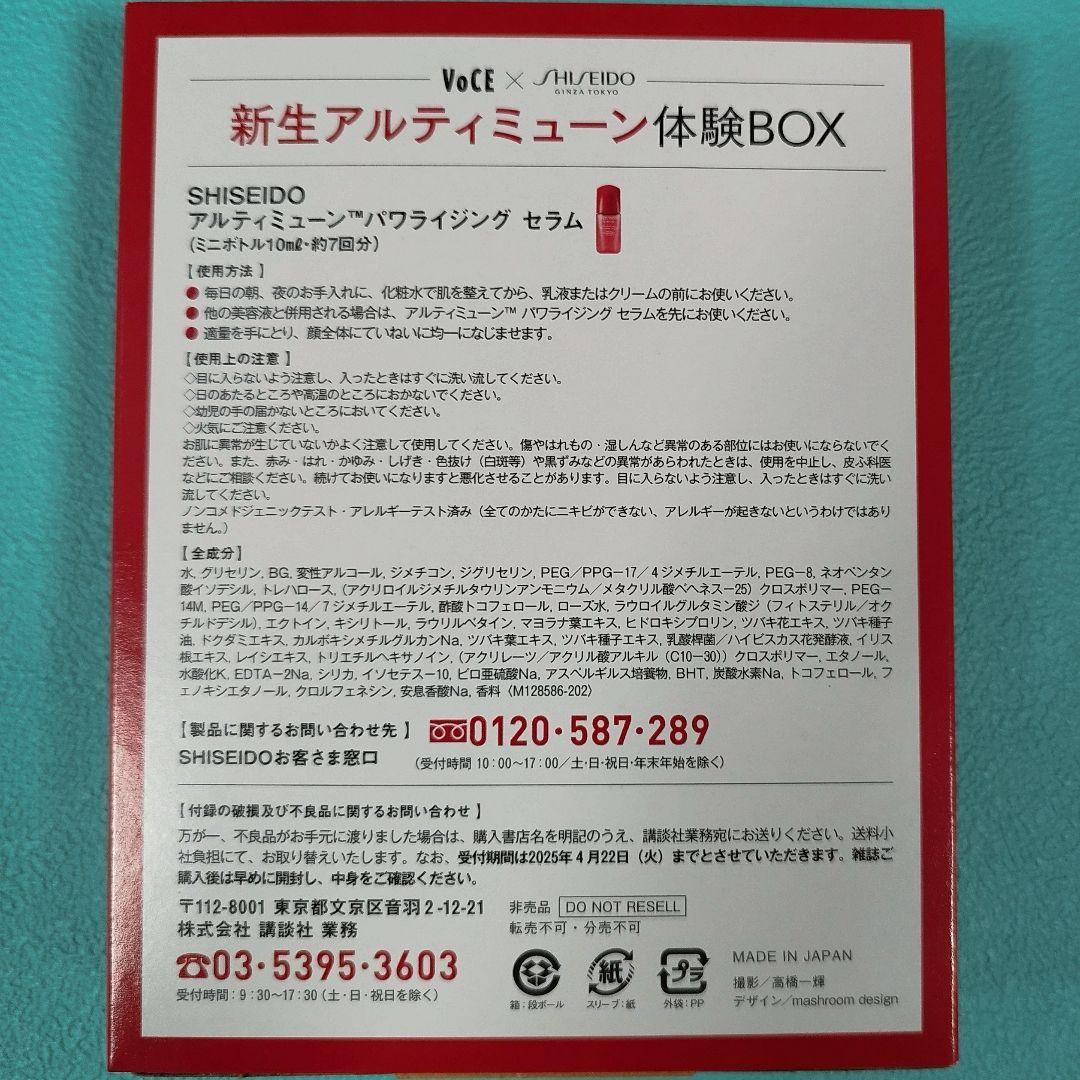 VoCE × SHISEIDO
GINZA TOKYO
新生アルティミューン体験BOX
SHISEIDO
アルティミューン™パワライジング セラム
(ミニボトル10mℓ・約7回分)
【使用方法】
● 毎日の朝、夜のお手入れに、化粧水で肌を整えてから、乳液またはクリームの前にお使いください。
● 他の美容液と併用される場合は、アルティミューン™ パワライジング セラムを先にお使いください。
● 適量を手にとり、顔全体にていねいに均一になじませます。
【使用上の注意】
◇目に入らないよう注意し、入ったときはすぐに洗い流してください。
◇日のあたるところや高温のところにおかないでください。
◇幼児の手の届かないところにおいてください。
◇火気にご注意ください。
お肌に異常が生じていないかよく注意して使用してください。傷やはれもの・湿しんなど異常のある部位にはお使いにならないでく
ださい。また、赤み・はれ・かゆみ・しげき・色抜け(白斑等)や黒ずみなどの異常があらわれたときは、使用を中止し、皮ふ科医
などにご相談ください。続けてお使いになりますと悪化させることがあります。目に入らないよう注意し、入ったときはすぐに洗い
流してください。
ノンコメドジェニックテスト・アレルギーテスト済み(全てのかたにニキビができない、アレルギーが起きないというわけではあり
ません。)
【全成分】
水, グリセリン, BG, 変性アルコール, ジメチコン, ジグリセリン, PEG/PPG-17/4ジメチルエーテル, PEG-8, ネオペンタン
酸イソデシル, トレハロース, (アクリロイルジメチルタウリンアンモニウム/メタクリル酸ベヘネス-25) クロスポリマー, PEG-
14M, PEG/PPG-14/7ジメチルエーテル, 酢酸トコフェロール, ローズ水, ラウロイルグルタミン酸ジ(フィトステリル/オク
チルドデシル), エクトイン, キシリトール, ラウリルベタイン, マヨラナ葉エキス, ヒドロキシプロリン, ツバキ花エキス, ツバキ種子
油, ドクダミエキス, カルボキシメチルグルカンNa, ツバキ葉エキス, ツバキ種子エキス, 乳酸桿菌/ハイビスカス花発酵液, イリス
根エキス, レイシエキス, トリエチルヘキサノイン, (アクリレーツ/アクリル酸アルキル(C10-30))クロスポリマー, エタノール,
水酸化K, EDTA-2Na, シリカ, イソセテス-10, ピロ亜硫酸Na, アスペルギルス培養物, BHT, 炭酸水素Na, トコフェロール, フ
ェノキシエタノール, クロルフェネシン, 安息香酸Na, 香料〈M128586-202〉
【製品に関するお問い合わせ先】 0120・587・289
SHISEIDOお客さま窓口 (受付時間 10:00〜17:00/土・日・祝日・年末年始を除く)
【付録の破損及び不良品に関するお問い合わせ】
万が一、不良品がお手元に渡りました場合は、購入書店名を明記のうえ、講談社業務宛にお送りください。送料小
社負担にて、お取り替えいたします。なお、受付期間は2025年4月22日(火)までとさせていただきます。雑誌ご
購入後は早めに開封し、中身をご確認ください。
〒112-8001 東京都文京区音羽2-12-21
株式会社 講談社 業務
☎03・5395・3603
受付時間:9:30〜17:30(土・日・祝日を除く)
非売品 DO NOT RESELL
転売不可・分売不可
紙
プラ
箱:段ボール
スリーブ:紙
外袋:PP
MADE IN JAPAN
撮影/高橋一輝
デザイン/mashroom design